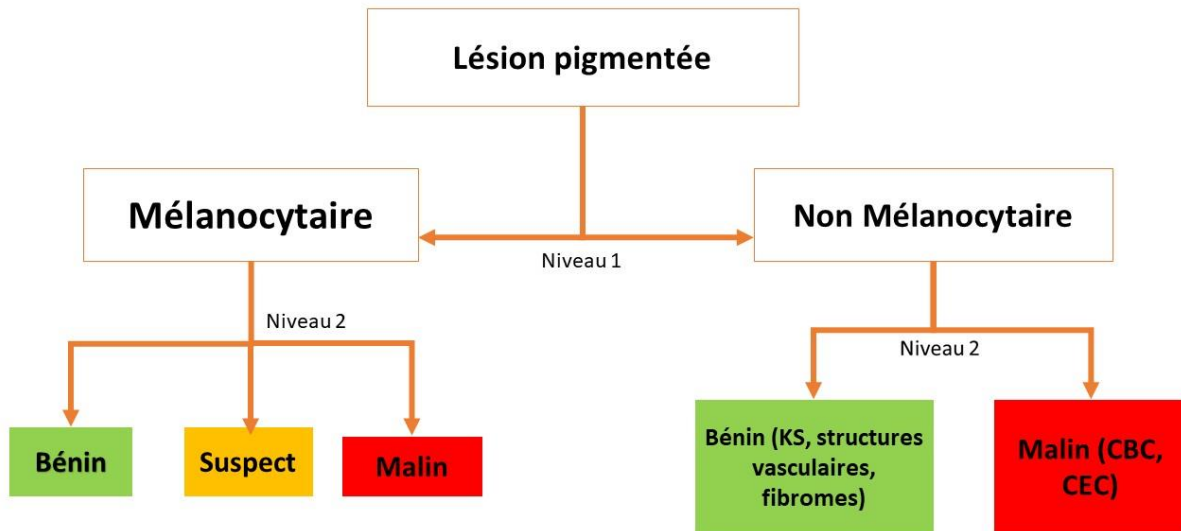 Lésion pigmentée
Mélanocytaire
Non Mélanocytaire
Niveau 1
Niveau 2
Niveau 2
Bénin
Suspect
Malin
Bénin (KS, structures
vasculaires,
fibromes)
Malin (CBC,
CEC)